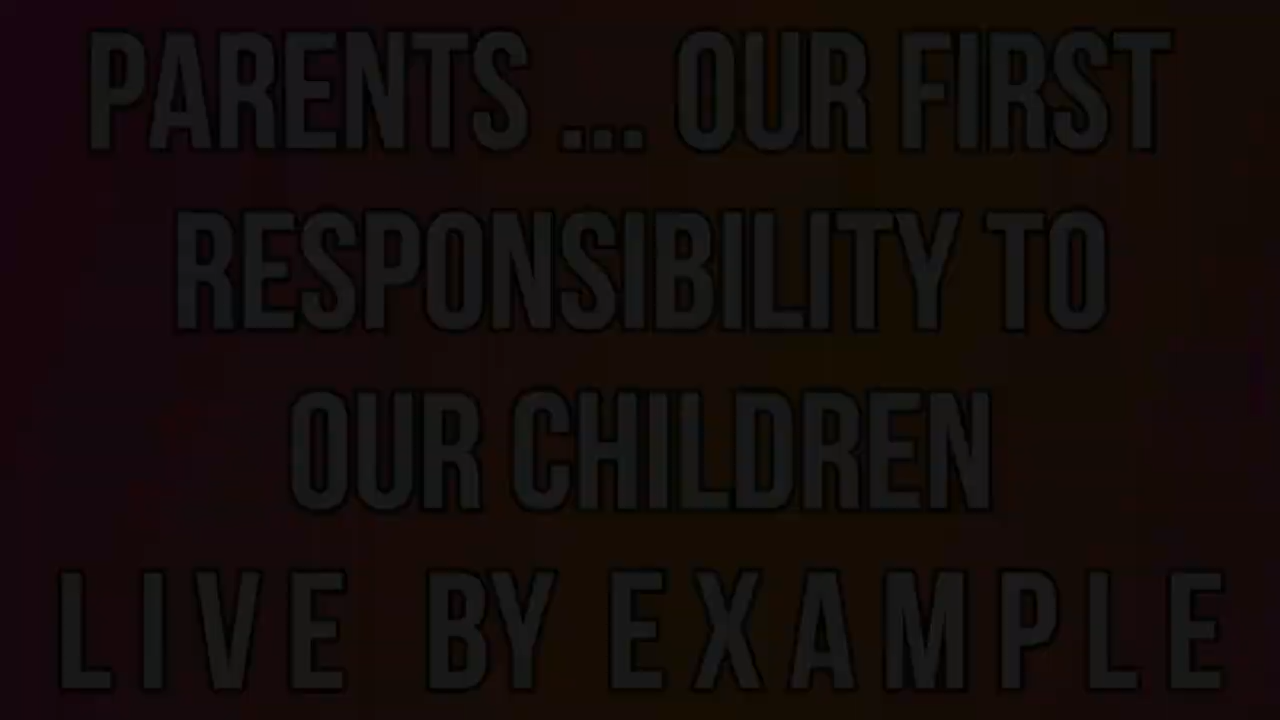 PARENTS ... OUR FIRST
RESPONSIBILITY TO
OUR CHILDREN
LIVE BY EXAMPLE